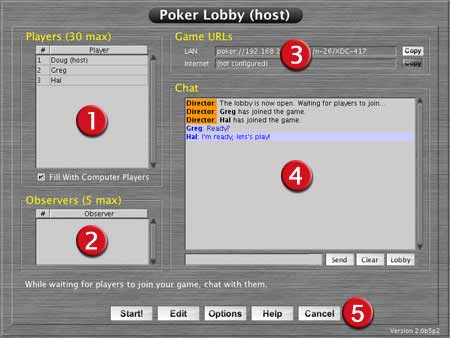 Poker Lobby (host)
Players (30 max)
# Player
1 Doug (host)
2 Greg
3 Hal
1
Fill With Computer Players
Observers (5 max)
# Observer
2
Game URLs
LAN poker://192.168.2 /n-26/XDC-417 Copy
Internet (not configured) Copy
3
Chat
Director: The lobby is now open. Waiting for players to join...
Director: Greg has joined the game.
Director: Hal has joined the game.
Greg: Ready?
Hal: I'm ready, lets's play!
4
Send Clear Lobby
While waiting for players to join your game, chat with them.
Start! Edit Options Help Cancel
5
Version 2.0b5p2